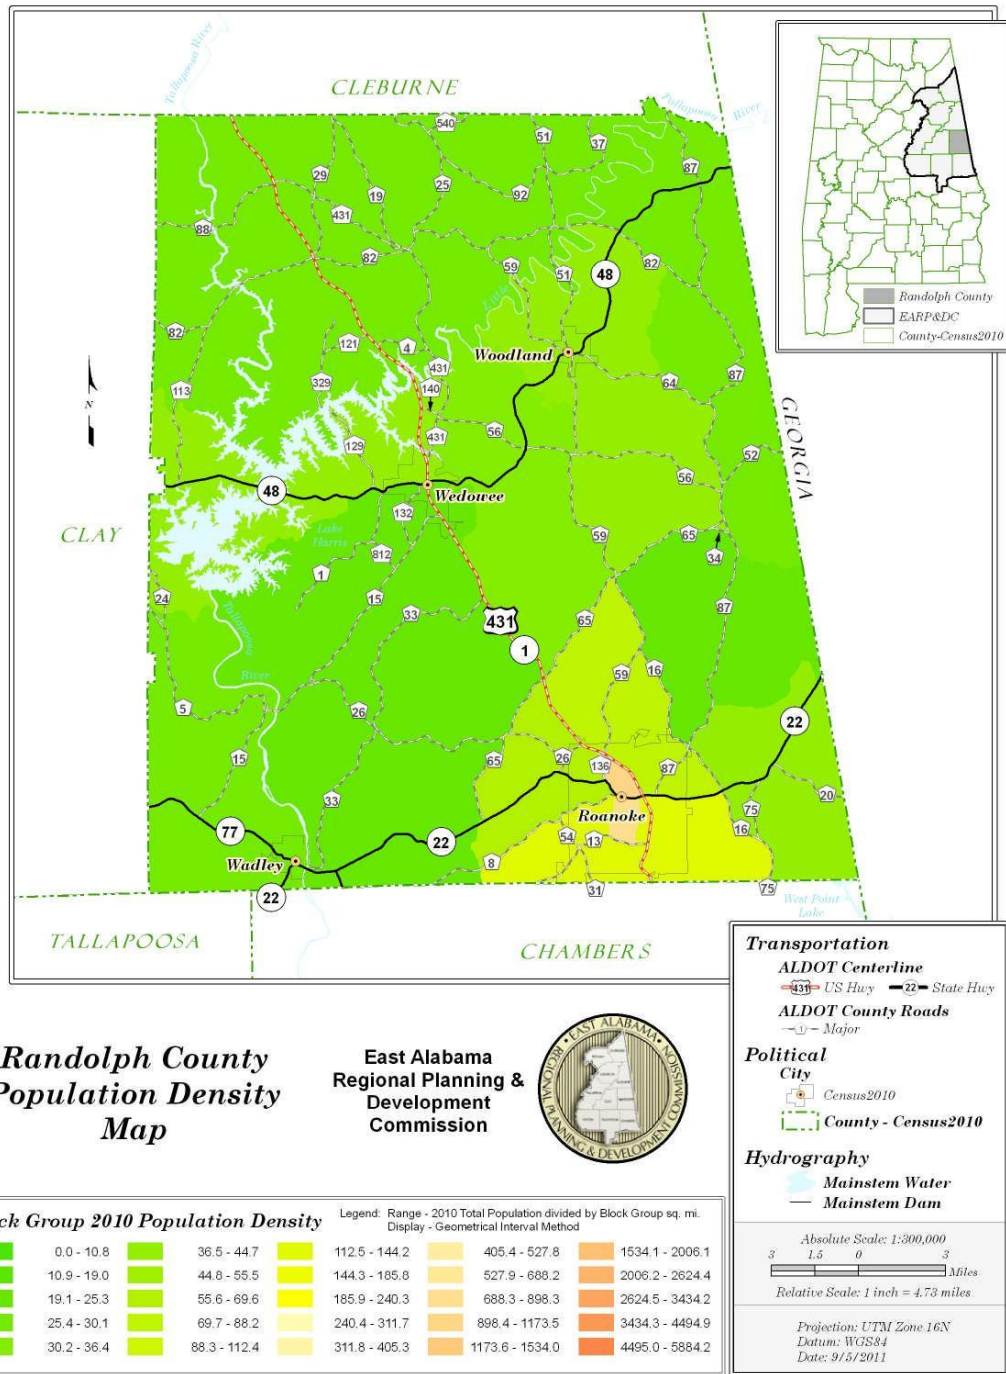 Tallapoosa River
CLEBURNE
Tallapoosa River
540
51
37
29
25
87
19
92
431
88
82
59
51
48
82
Little
Randolph County
EARP&DC
County-Census2010
82
121
4
Woodland
431
329
140
113
64
87
N
431
56
129
GEORGIA
52
48
Wedowee
56
132
CLAY
Lake
Harris
59
65
812
34
1
24
15
87
33
Tallapoosa
River
431
65
1
59
16
5
26
22
15
65
26
136
87
33
20
Roanoke
75
77
22
54
13
16
Wadley
8
22
31
75
West Point
Lake
TALLAPOOSA
CHAMBERS
Transportation
ALDOT Centerline
431 US Hwy 22 State Hwy
ALDOT County Roads
1 Major
Political
City
Census2010
County - Census2010
Hydrography
Mainstem Water
Mainstem Dam
Absolute Scale: 1:300,000
3 1.5 0 3
Miles
Relative Scale: 1 inch = 4.73 miles
Projection: UTM Zone 16N
Datum: WGS84
Date: 9/5/2011
Randolph County
Population Density
Map
East Alabama
Regional Planning &
Development
Commission
EAST ALABAMA
REGIONAL PLANNING & DEVELOPMENT COMMISSION
ck Group 2010 Population Density
Legend: Range - 2010 Total Population divided by Block Group sq. mi.
Display - Geometrical Interval Method
0.0 - 10.8 36.5 - 44.7 112.5 - 144.2 405.4 - 527.8 1534.1 - 2006.1
10.9 - 19.0 44.8 - 55.5 144.3 - 185.8 527.9 - 688.2 2006.2 - 2624.4
19.1 - 25.3 55.6 - 69.6 185.9 - 240.3 688.3 - 898.3 2624.5 - 3434.2
25.4 - 30.1 69.7 - 88.2 240.4 - 311.7 898.4 - 1173.5 3434.3 - 4494.9
30.2 - 36.4 88.3 - 112.4 311.8 - 405.3 1173.6 - 1534.0 4495.0 - 5884.2